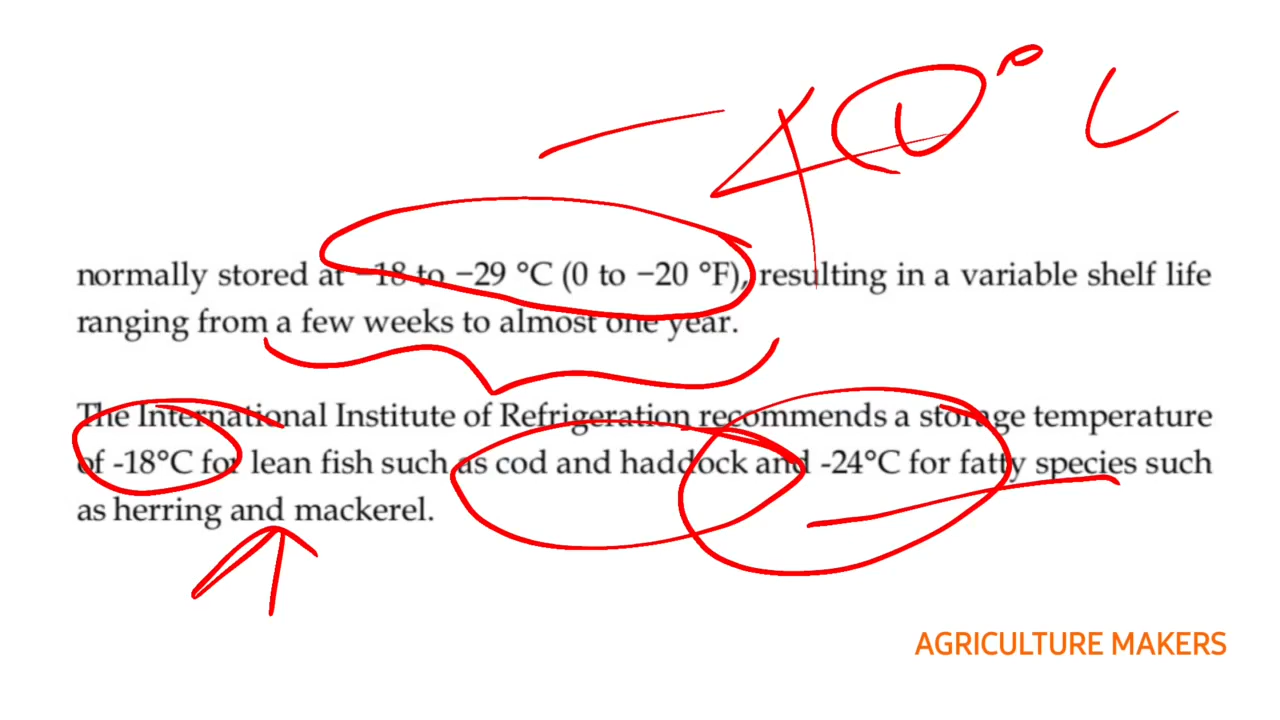 -40°C
normally stored at −18 to −29 °C (0 to −20 °F), resulting in a variable shelf life
ranging from a few weeks to almost one year.
The International Institute of Refrigeration recommends a storage temperature
of -18°C for lean fish such as cod and haddock and -24°C for fatty species such
as herring and mackerel.
AGRICULTURE MAKERS